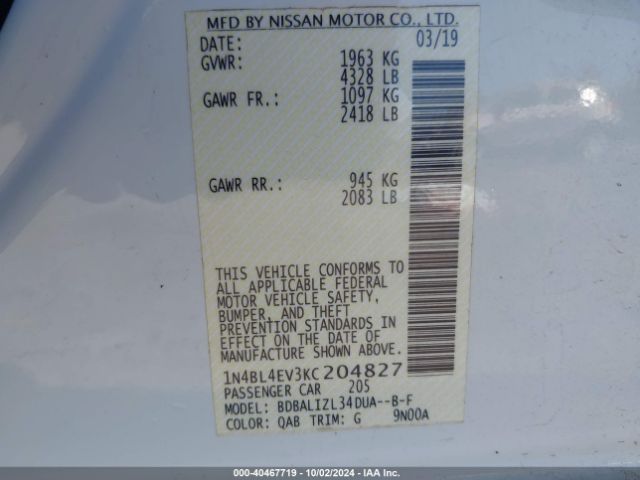 MFD BY NISSAN MOTOR CO., LTD.
DATE: 03/19
GVWR: 1963 KG
4328 LB
GAWR FR.: 1097 KG
2418 LB
GAWR RR.: 945 KG
2083 LB
THIS VEHICLE CONFORMS TO
ALL APPLICABLE FEDERAL
MOTOR VEHICLE SAFETY,
BUMPER, AND THEFT
PREVENTION STANDARDS IN
EFFECT ON THE DATE OF
MANUFACTURE SHOWN ABOVE.
1N4BL4EV3KC204827
PASSENGER CAR 205
MODEL: BDBALIZL34DUA--B-F
COLOR: QAB TRIM: G 9N00A
000-40467719 • 10/02/2024 • IAA Inc.